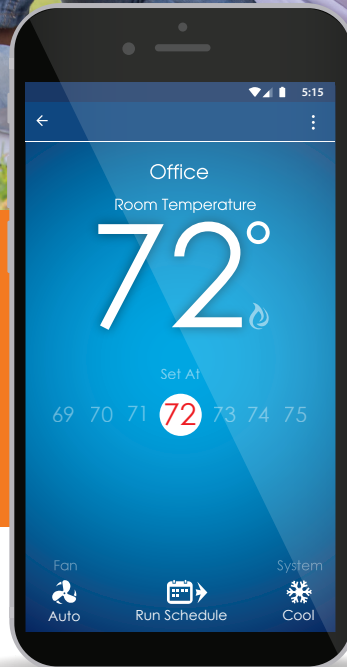 5:15
Office
Room Temperature
72°
Set At
69 70 71 72 73 74 75
Fan System
Auto Run Schedule Cool